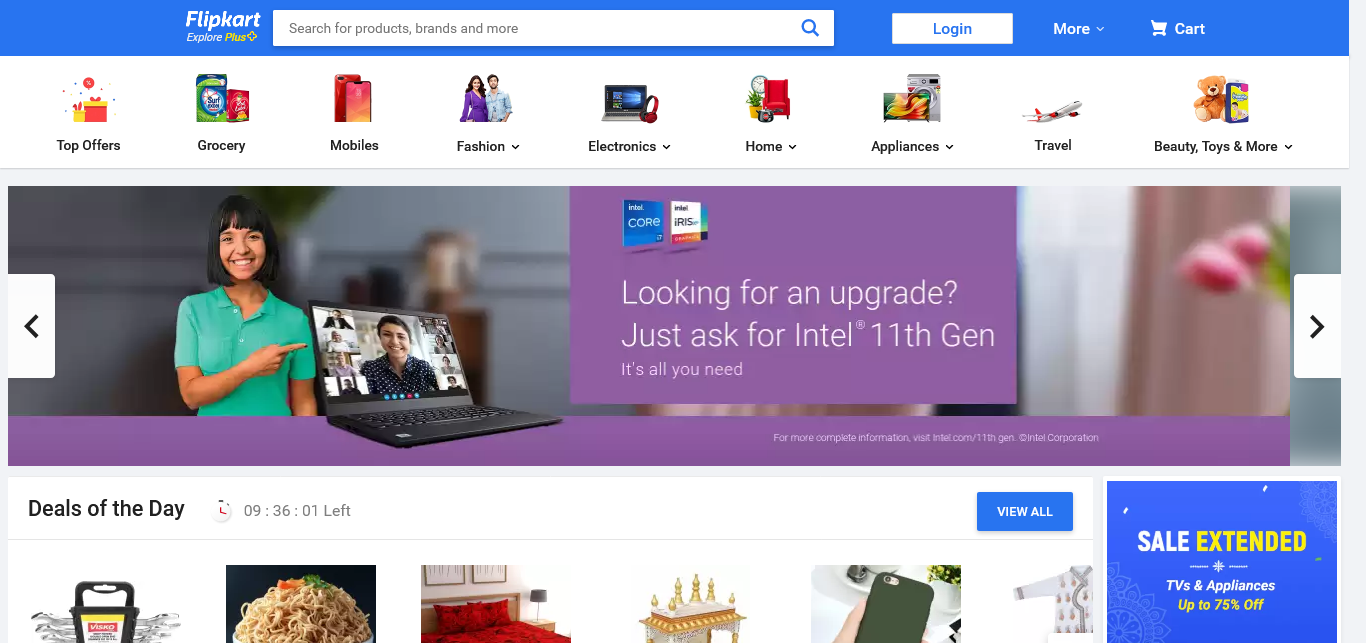 Flipkart
Explore Plus
Search for products, brands and more
Login
More
Cart
Top Offers
Grocery
Mobiles
Fashion
Electronics
Home
Appliances
Travel
Beauty, Toys & More
intel.
CORE
i7
intel.
iRIS xe
GRAPHICS
Looking for an upgrade?
Just ask for Intel® 11th Gen
It's all you need
For more complete information, visit Intel.com/11th gen. ©Intel Corporation
Deals of the Day
09 : 36 : 01 Left
VIEW ALL
SALE EXTENDED
TVs & Appliances
Up to 75% Off
Surf
excel
VISKO